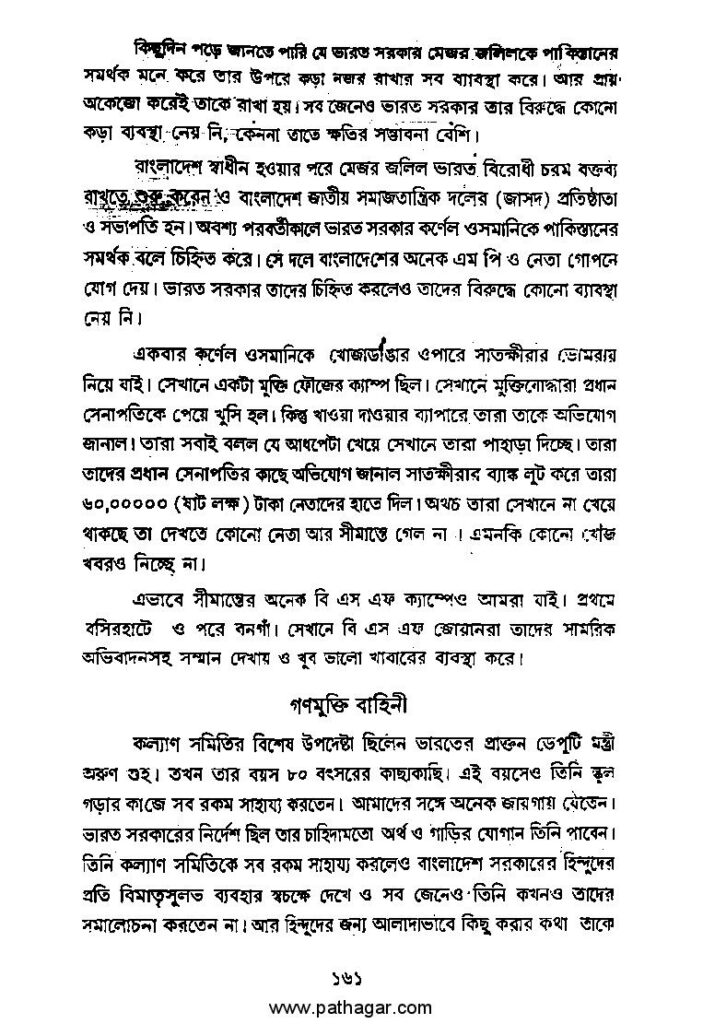 কিছুদিন পড়ে জানতে পারি যে ভারত সরকার মেজর জলিলকে পাকিস্তানের
সমর্থক মনে করে তার উপরে কড়া নজর রাখার সব ব্যাবস্থা করে। আর প্রায়
অকেজো করেই তাকে রাখা হয়। সব জেনেও ভারত সরকার তার বিরুদ্ধে কোনো
কড়া ব্যবস্থা নেয় নি, কেননা তাতে ক্ষতির সম্ভাবনা বেশি।
বাংলাদেশ স্বাধীন হওয়ার পরে মেজর জলিল ভারত বিরোধী চরম বক্তব্য
রাখতে শুরু করেন ও বাংলাদেশ জাতীয় সমাজতান্ত্রিক দলের (জাসদ) প্রতিষ্ঠাতা
ও সভাপতি হন। অবশ্য পরবর্তীকালে ভারত সরকার কর্ণেল ওসমানিকে পাকিস্তানের
সমর্থক বলে চিহ্নিত করে। সে দলে বাংলাদেশের অনেক এম পি ও নেতা গোপনে
যোগ দেয়। ভারত সরকার তাদের চিহ্নিত করলেও তাদের বিরুদ্ধে কোনো ব্যাবস্থা
নেয় নি।
একবার কর্ণেল ওসমানিকে খোজাডাঙার ওপারে সাতক্ষীরার ভোমরায়
নিয়ে যাই। সেখানে একটা মুক্তি ফৌজের ক্যাম্প ছিল। সেখানে মুক্তিযোদ্ধারা প্রধান
সেনাপতিকে পেয়ে খুসি হল। কিন্তু খাওয়া দাওয়ার ব্যাপারে তারা তাকে অভিযোগ
জানাল। তারা সবাই বলল যে আধপেটা খেয়ে সেখানে তারা পাহাড়া দিচ্ছে। তারা
তাদের প্রধান সেনাপতির কাছে অভিযোগ জানাল সাতক্ষীরার ব্যাঙ্ক লুট করে তারা
৬০,০০০০০ (ষাট লক্ষ) টাকা নেতাদের হাতে দিল। অথচ তারা সেখানে না খেয়ে
থাকছে তা দেখতে কোনো নেতা আর সীমান্তে গেল না । এমনকি কোনো খোঁজ
খবরও নিচ্ছে না।
এভাবে সীমান্তের অনেক বি এস এফ ক্যাম্পেও আমরা যাই। প্রথমে
বসিরহাটে ও পরে বনগাঁ। সেখানে বি এস এফ জোয়ানরা তাদের সামরিক
অভিবাদনসহ সম্মান দেখায় ও খুব ভালো খাবারের ব্যবস্থা করে।
গণমুক্তি বাহিনী
কল্যাণ সমিতির বিশেষ উপদেষ্টা ছিলেন ভারতের প্রাক্তন ডেপুটি মন্ত্রী
অরুণ গুহ। তখন তার বয়স ৮০ বৎসরের কাছাকাছি। এই বয়সেও তিনি স্কুল
গড়ার কাজে সব রকম সাহায্য করতেন। আমাদের সঙ্গে অনেক জায়গায় যেতেন।
ভারত সরকারের নির্দেশ ছিল তার চাহিদামতো অর্থ ও গাড়ির যোগান তিনি পাবেন।
তিনি কল্যাণ সমিতিকে সব রকম সাহায্য করলেও বাংলাদেশ সরকারের হিন্দুদের
প্রতি বিমাতৃসুলভ ব্যবহার স্বচক্ষে দেখে ও সব জেনেও তিনি কখনও তাদের
সমালোচনা করতেন না। আর হিন্দুদের জন্য আলাদাভাবে কিছু করার কথা তাকে
১৬১
www.pathagar.com